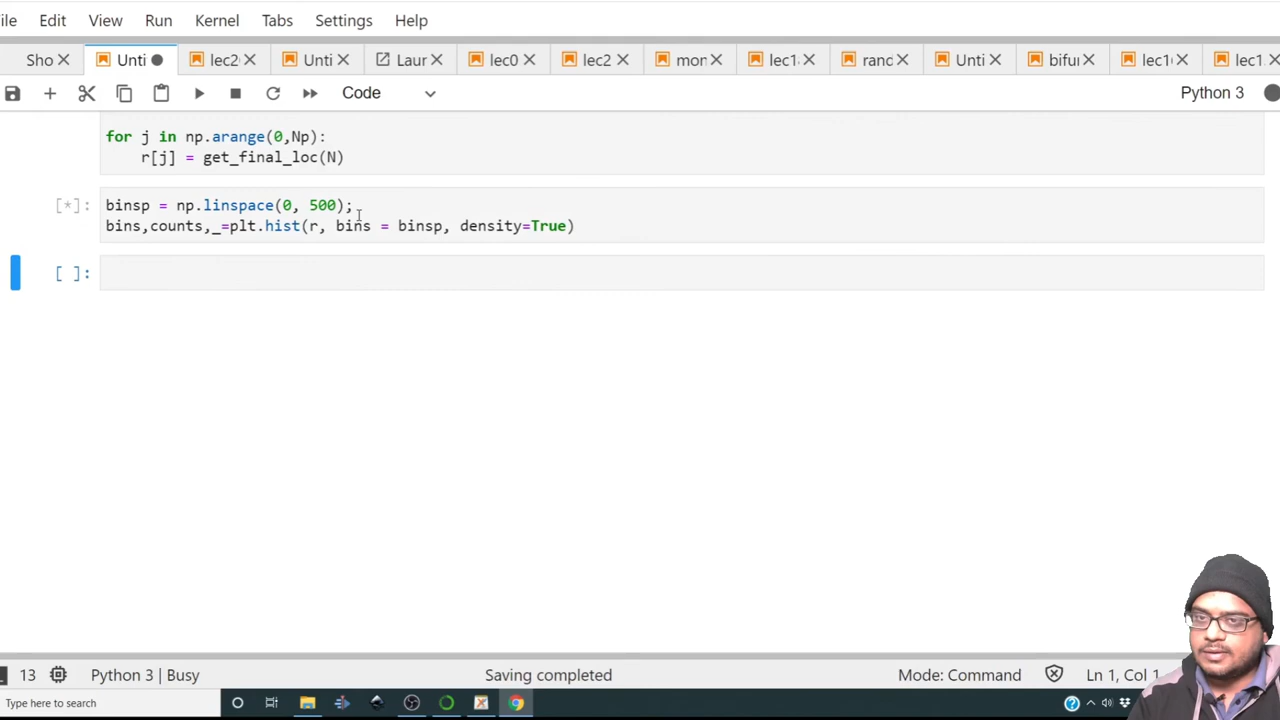 ile Edit View Run Kernel Tabs Settings Help
Sho Unti lec2 Unti Laur lec0 lec2 mor lec1 rand Unti bifu lec1 lec1
Code Python 3
for j in np.arange(0,Np):
r[j] = get_final_loc(N)
[*]: binsp = np.linspace(0, 500);
bins,counts,_=plt.hist(r, bins = binsp, density=True)
[ ]:
13 Python 3 | Busy Saving completed Mode: Command Ln 1, Col 1
Type here to search